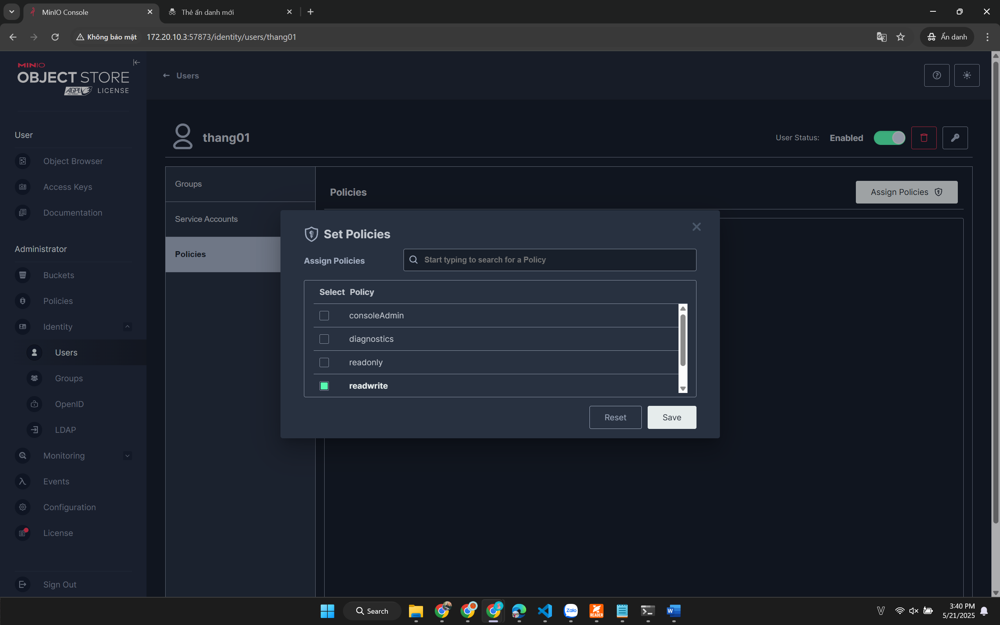 MinIO Console
Thẻ ẩn danh mới
Không bảo mật
172.20.10.3:57873/identity/users/thang01
Ẩn danh
MINIO
OBJECT STORE
AGPL LICENSE
Users
User
thang01
User Status: Enabled
Object Browser
Access Keys
Documentation
Groups
Policies
Assign Policies
Service Accounts
Policies
Set Policies
Assign Policies
Start typing to search for a Policy
Select Policy
consoleAdmin
diagnostics
readonly
readwrite
Reset
Save
Administrator
Buckets
Policies
Identity
Users
Groups
OpenID
LDAP
Monitoring
Events
Configuration
License
Sign Out
Search
Zalo
READER
3:40 PM
5/21/2025